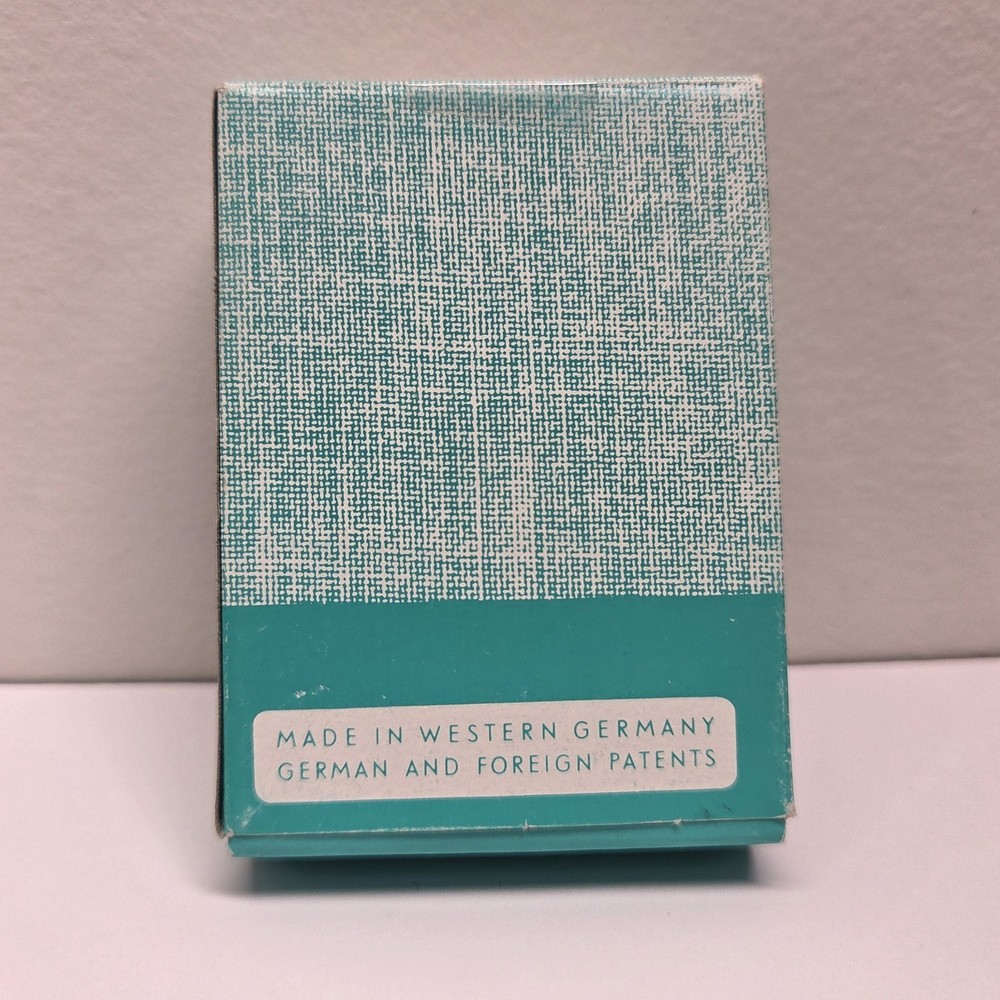 MADE IN WESTERN GERMANY
GERMAN AND FOREIGN PATENTS